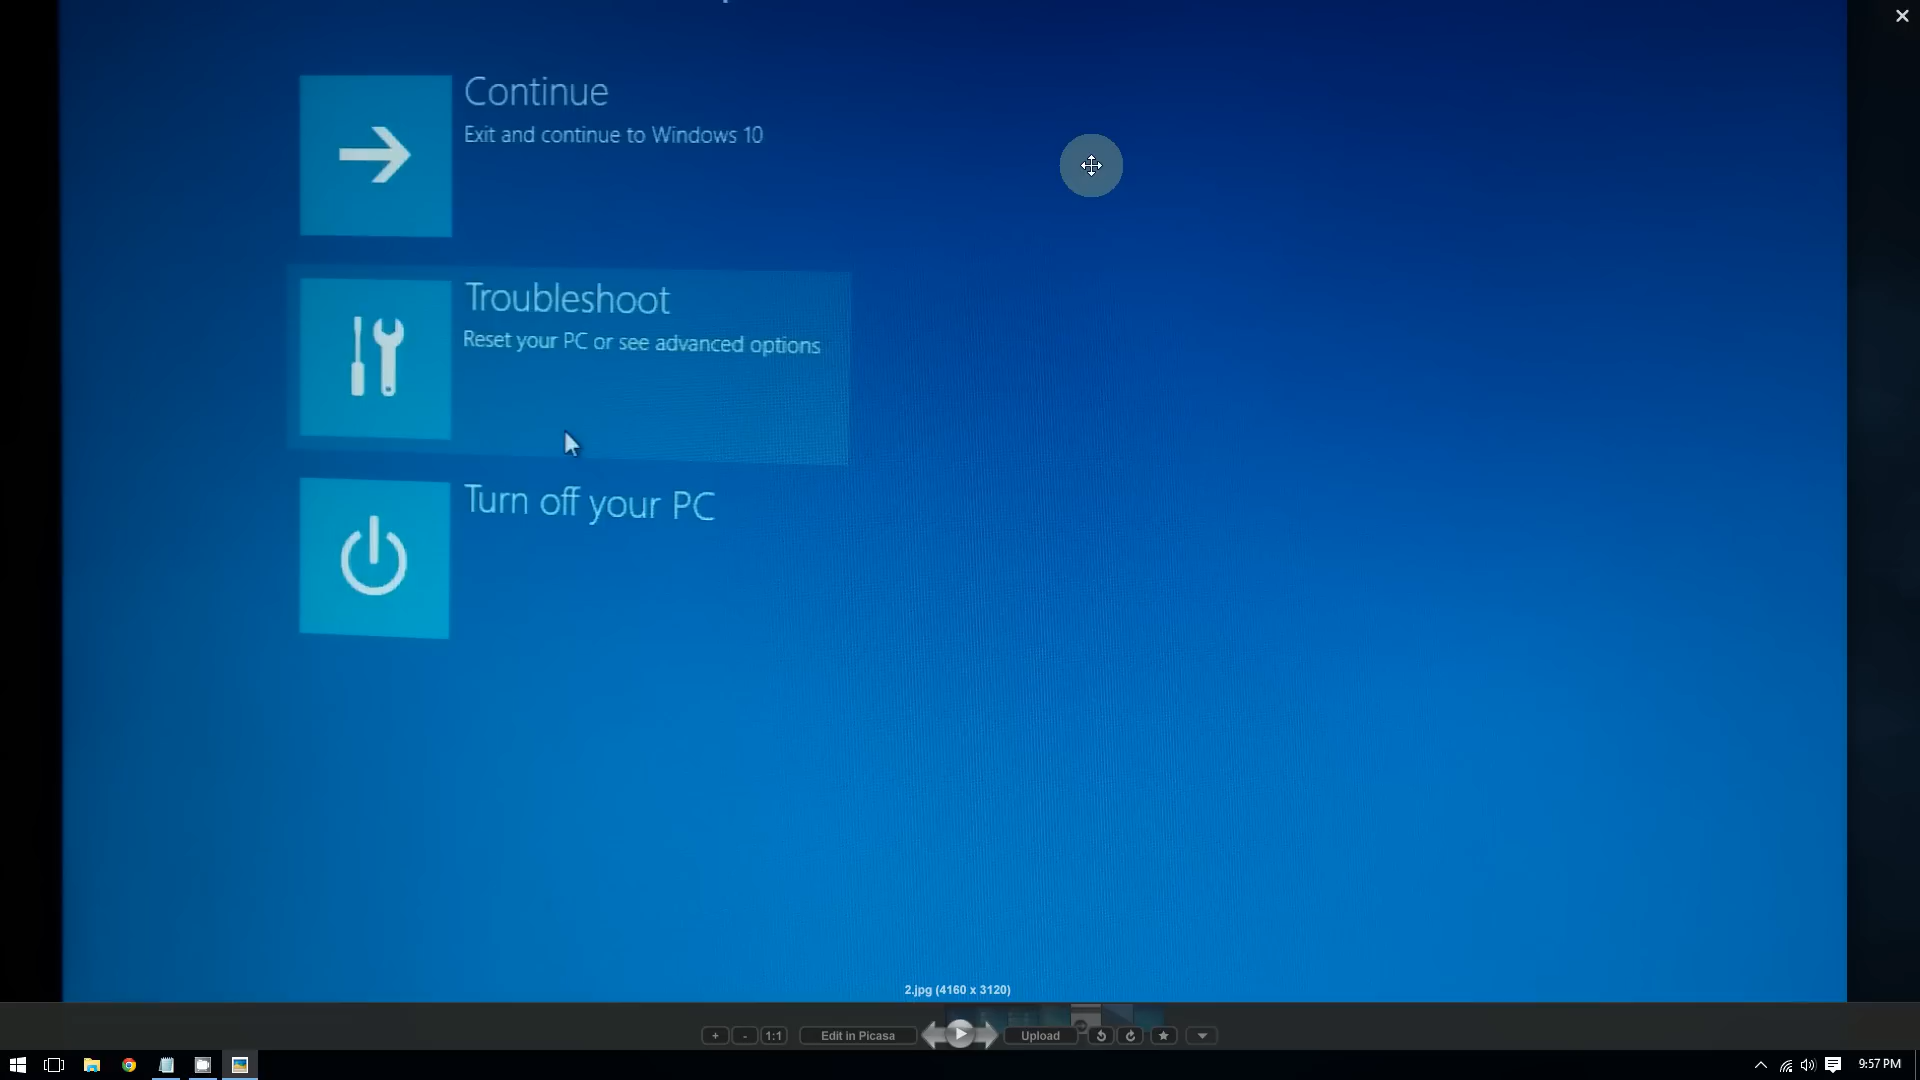 Continue
Exit and continue to Windows 10
Troubleshoot
Reset your PC or see advanced options
Turn off your PC
2.jpg (4160 x 3120)
+
-
1:1
Edit in Picasa
Upload
9:57 PM